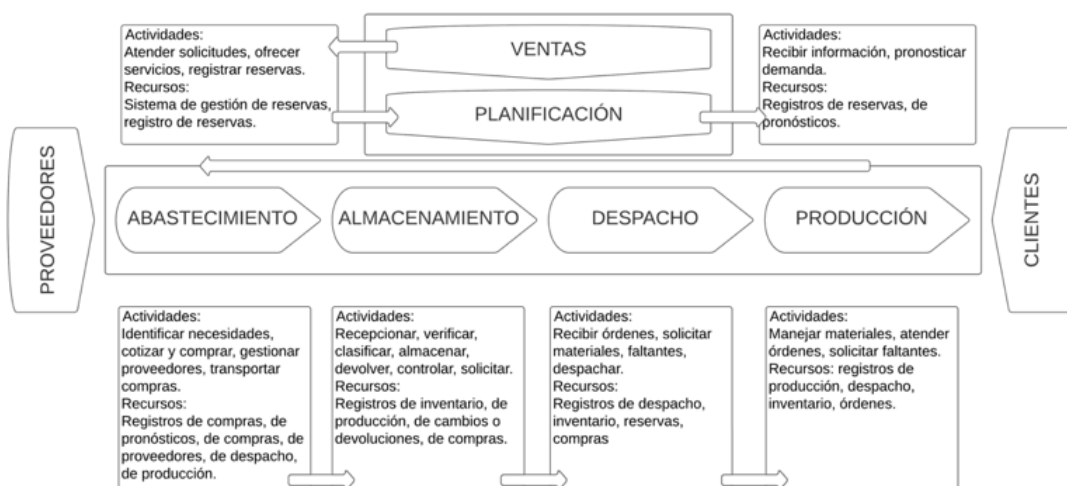 Actividades:
Atender solicitudes, ofrecer
servicios, registrar reservas.
Recursos:
Sistema de gestión de reservas,
registro de reservas.
VENTAS
PLANIFICACIÓN
Actividades:
Recibir información, pronosticar
demanda.
Recursos:
Registros de reservas, de
pronósticos.
PROVEEDORES
ABASTECIMIENTO
ALMACENAMIENTO
DESPACHO
PRODUCCIÓN
CLIENTES
Actividades:
Identificar necesidades,
cotizar y comprar, gestionar
proveedores, transportar
compras.
Recursos:
Registros de compras, de
pronósticos, de compras, de
proveedores, de despacho,
de producción.
Actividades:
Recepcionar, verificar,
clasificar, almacenar,
devolver, controlar, solicitar.
Recursos:
Registros de inventario, de
producción, de cambios o
devoluciones, de compras.
Actividades:
Recibir órdenes, solicitar
materiales, faltantes,
despachar.
Recursos:
Registros de despacho,
inventario, reservas,
compras
Actividades:
Manejar materiales, atender
órdenes, solicitar faltantes.
Recursos: registros de
producción, despacho,
inventario, órdenes.